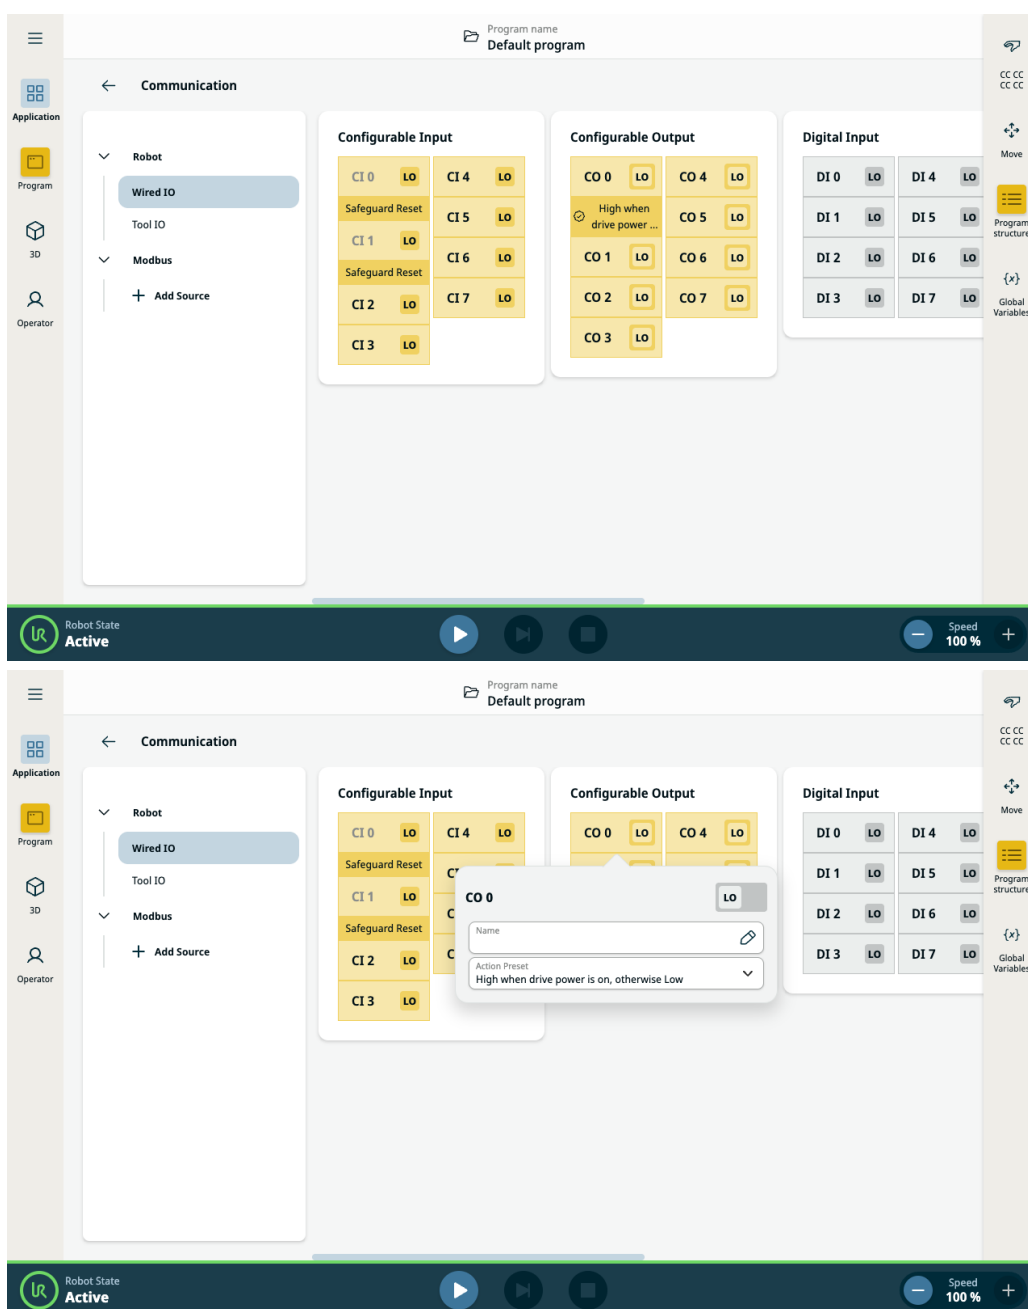 Program name
Default program
Application
Program
3D
Operator
Communication
Robot
Wired IO
Tool IO
Modbus
Add Source
Configurable Input
CI 0 LO CI 4 LO
Safeguard Reset
CI 5 LO
CI 1 LO
CI 6 LO
Safeguard Reset
CI 2 LO CI 7 LO
CI 3 LO
Configurable Output
CO 0 LO CO 4 LO
High when
drive power ...
CO 5 LO
CO 1 LO CO 6 LO
CO 2 LO CO 7 LO
CO 3 LO
Digital Input
DI 0 LO DI 4 LO
DI 1 LO DI 5 LO
DI 2 LO DI 6 LO
DI 3 LO DI 7 LO
CC CC
CC CC
Move
Program
structure
{x}
Global
Variables
Robot State
Active
Speed
100 %
Program name
Default program
Application
Program
3D
Operator
Communication
Robot
Wired IO
Tool IO
Modbus
Add Source
Configurable Input
CI 0 LO CI 4 LO
Safeguard Reset
CI 1 LO
Safeguard Reset
CI 2 LO
CI 3 LO
Configurable Output
CO 0 LO CO 4 LO
CO 0 LO
Name
Action Preset
High when drive power is on, otherwise Low
Digital Input
DI 0 LO DI 4 LO
DI 1 LO DI 5 LO
DI 2 LO DI 6 LO
DI 3 LO DI 7 LO
CC CC
CC CC
Move
Program
structure
{x}
Global
Variables
Robot State
Active
Speed
100 %